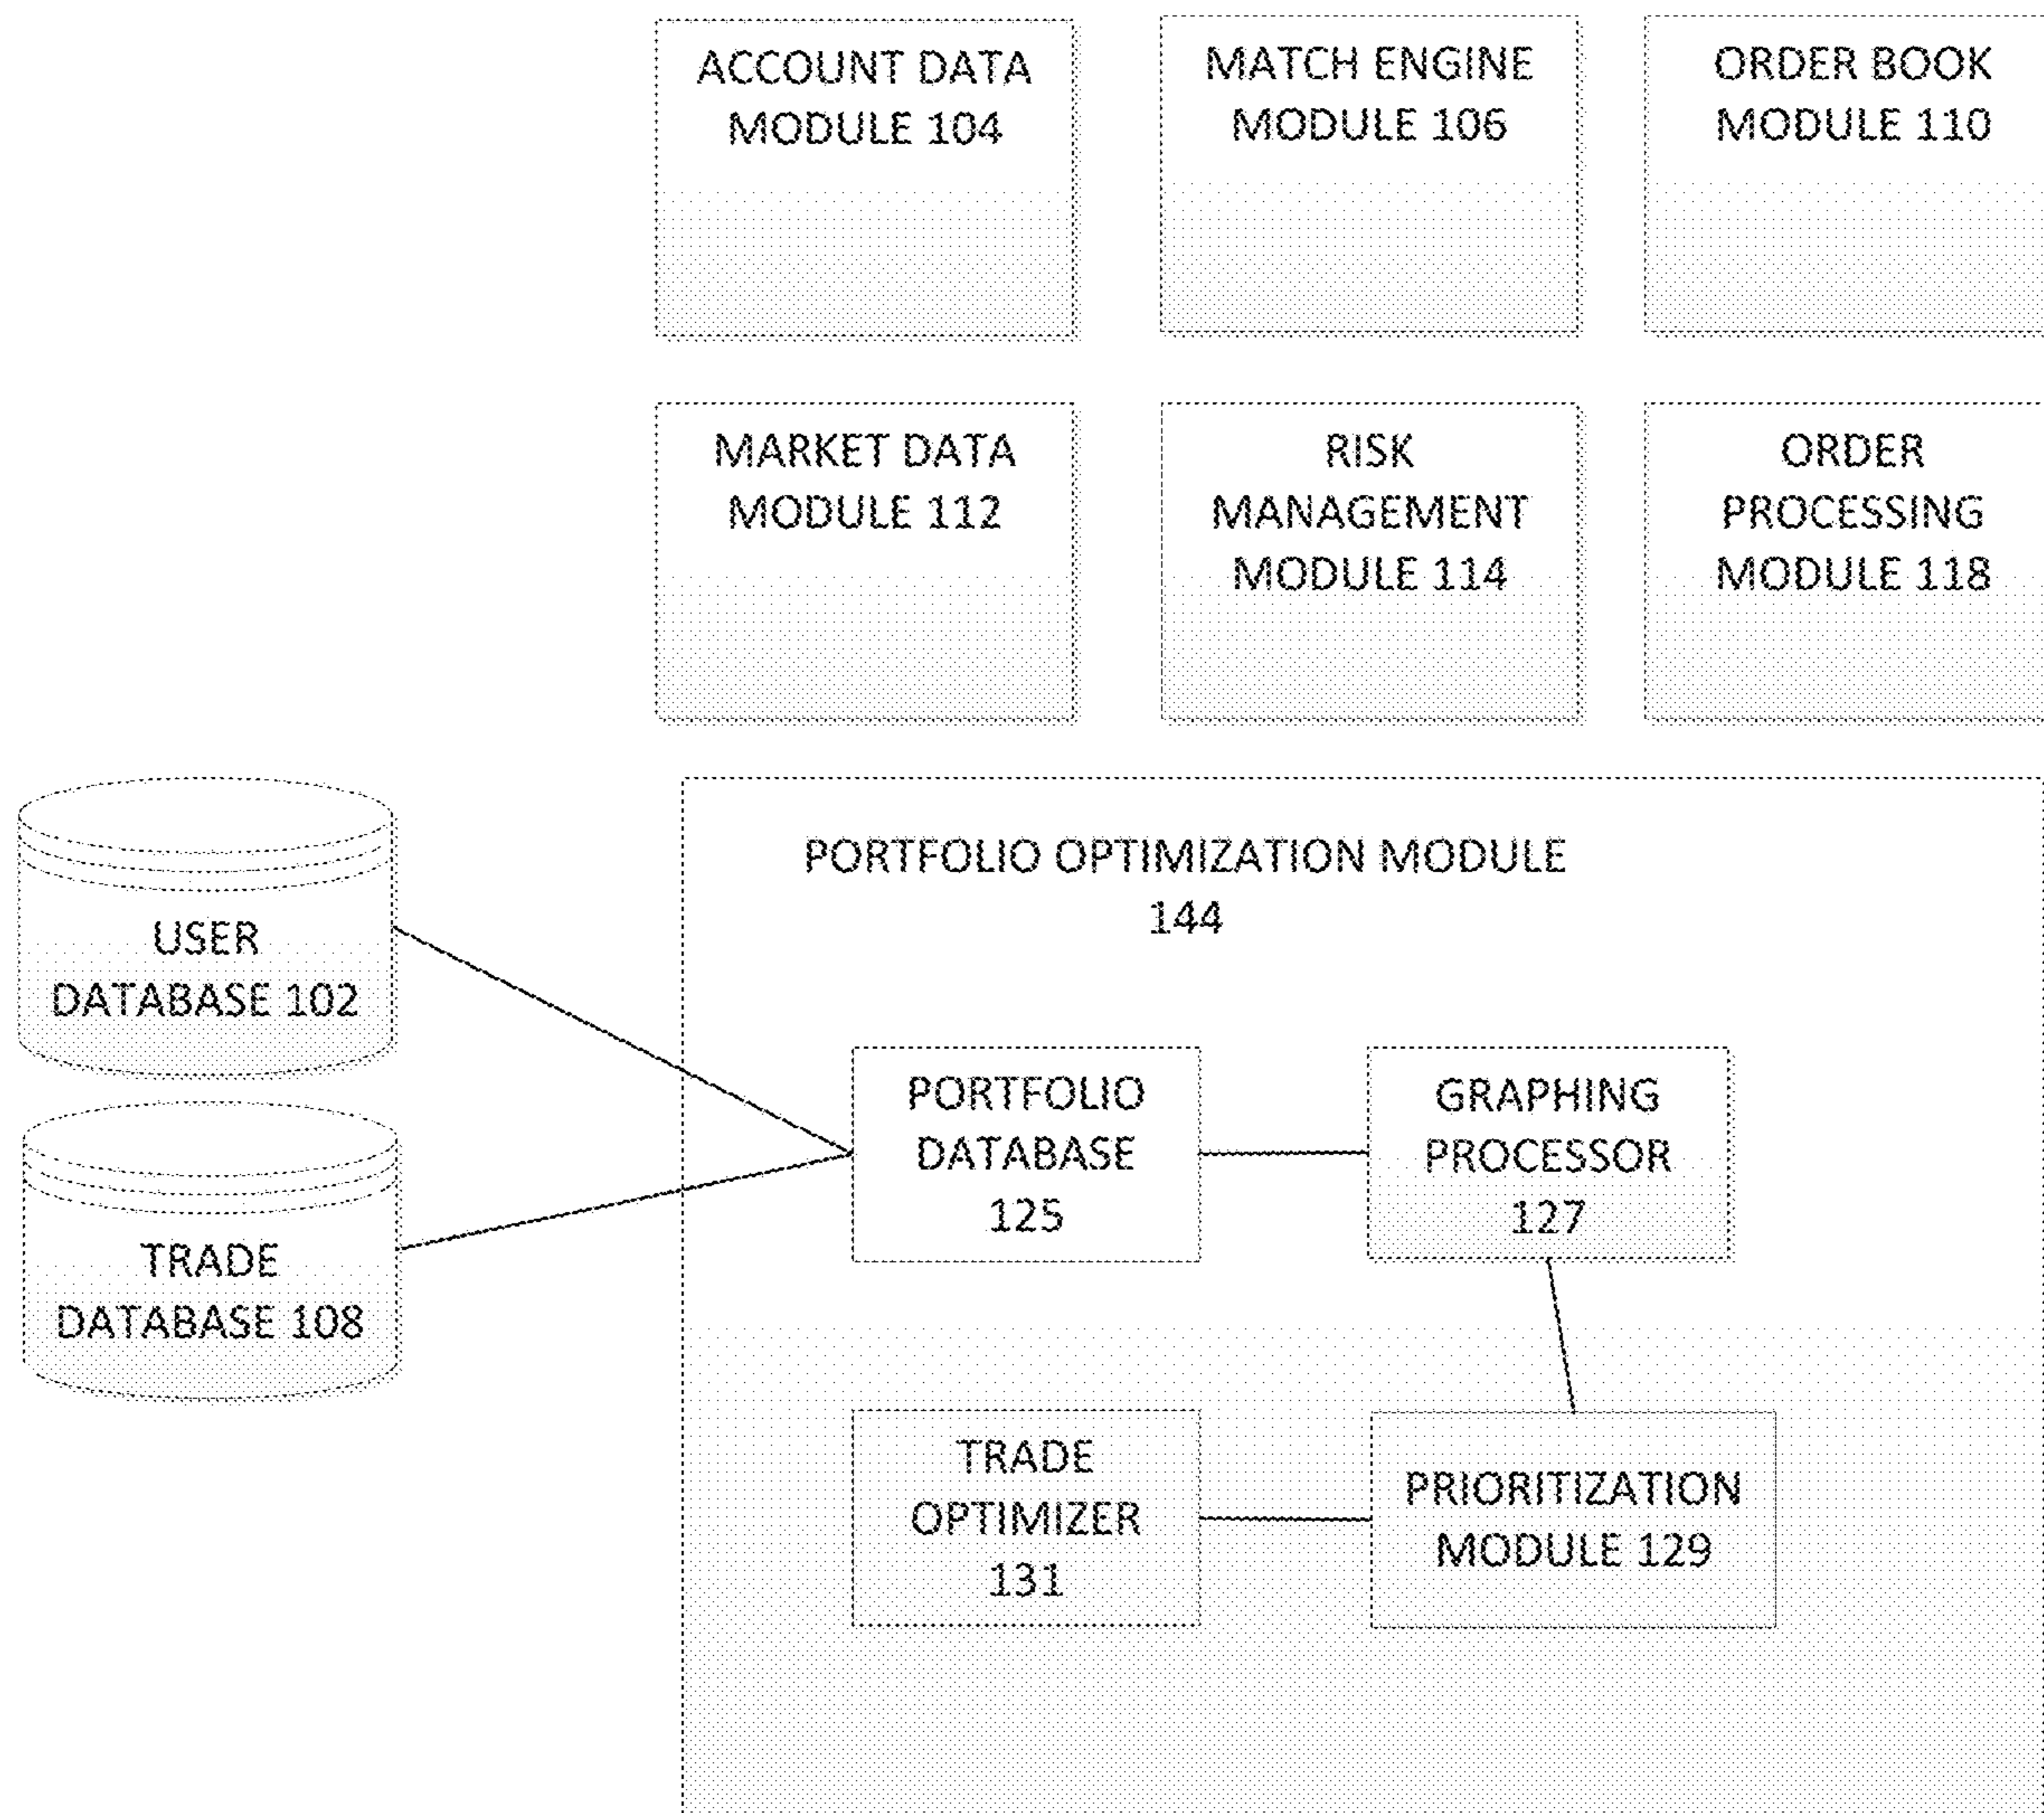 ACCOUNT DATA
MODULE 104
MATCH ENGINE
MODULE 106
ORDER BOOK
MODULE 110
MARKET DATA
MODULE 112
RISK
MANAGEMENT
MODULE 114
ORDER
PROCESSING
MODULE 118
USER
DATABASE 102
TRADE
DATABASE 108
PORTFOLIO OPTIMIZATION MODULE
144
PORTFOLIO
DATABASE
125
GRAPHING
PROCESSOR
127
TRADE
OPTIMIZER
131
PRIORITIZATION
MODULE 129